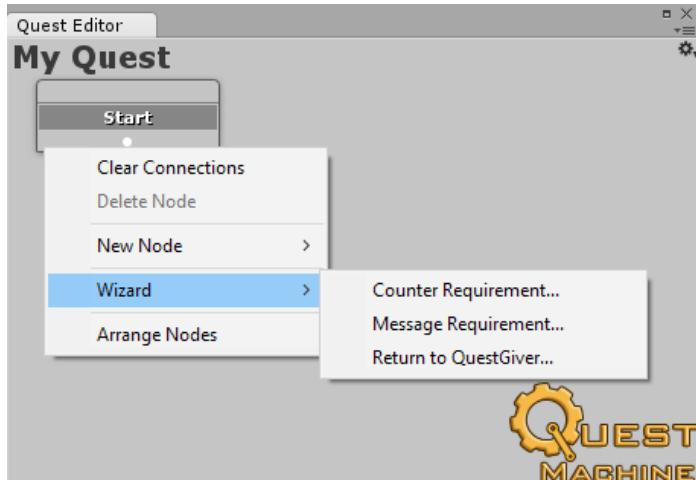 Quest Editor
My Quest
Start
Clear Connections
Delete Node
New Node
Wizard
Counter Requirement...
Message Requirement...
Return to QuestGiver...
Arrange Nodes
QUEST
MACHINE